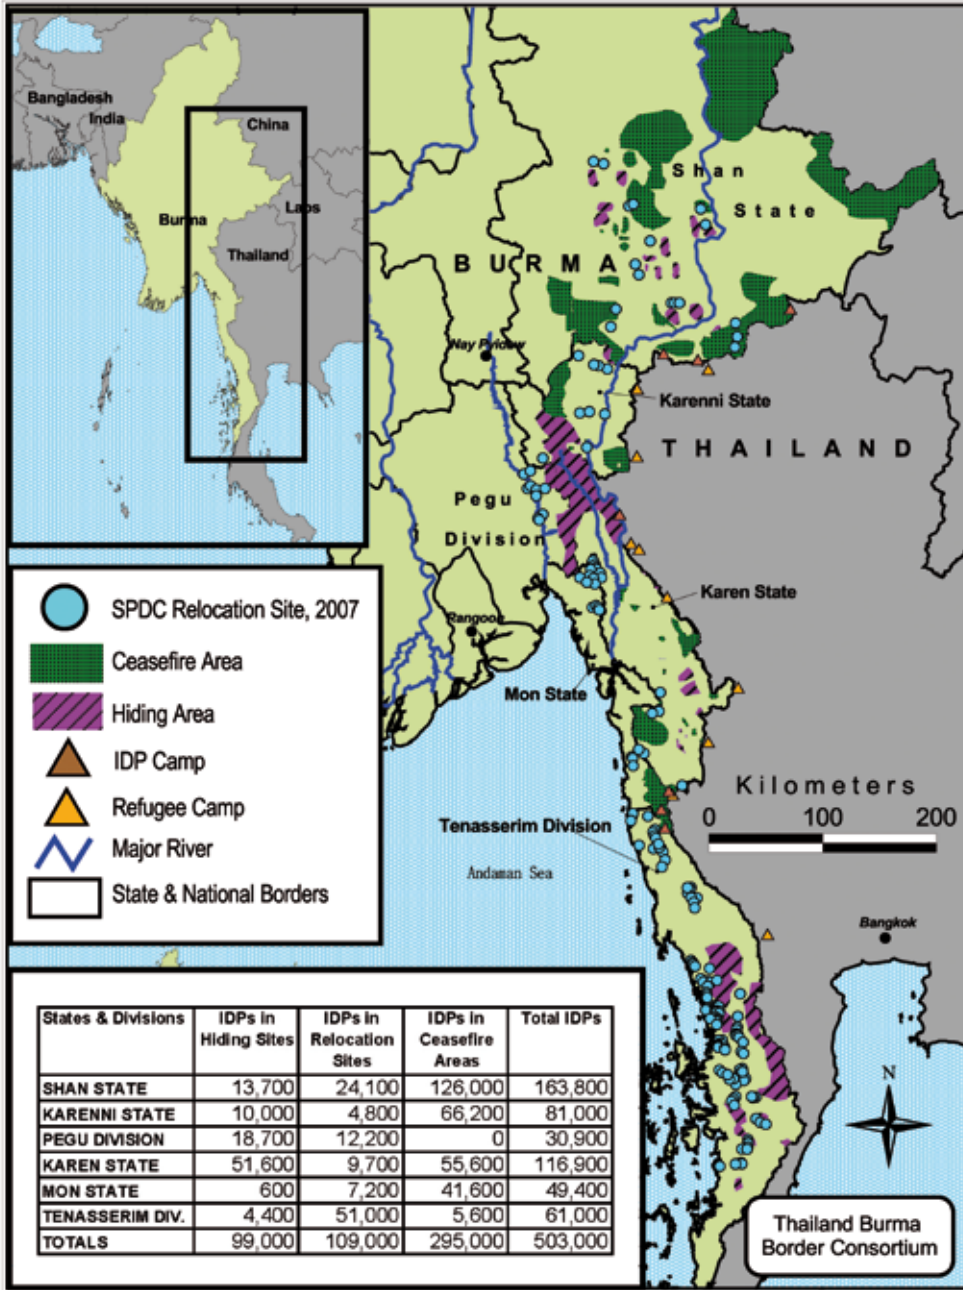 Bangladesh
India
China
Burma
Laos
Thailand
Shan
State
BURMA
Nay Pyidaw
Karenni State
THAILAND
Pegu
Division
Karen State
Rangoon
Mon State
Kilometers
0 100 200
Tenasserim Division
Andaman Sea
Bangkok
SPDC Relocation Site, 2007
Ceasefire Area
Hiding Area
IDP Camp
Refugee Camp
Major River
State & National Borders
States & Divisions IDPs in Hiding Sites IDPs in Relocation Sites IDPs in Ceasefire Areas Total IDPs
SHAN STATE 13,700 24,100 126,000 163,800
KARENNI STATE 10,000 4,800 66,200 81,000
PEGU DIVISION 18,700 12,200 0 30,900
KAREN STATE 51,600 9,700 55,600 116,900
MON STATE 600 7,200 41,600 49,400
TENASSERIM DIV. 4,400 51,000 5,600 61,000
TOTALS 99,000 109,000 295,000 503,000
N
Thailand Burma
Border Consortium